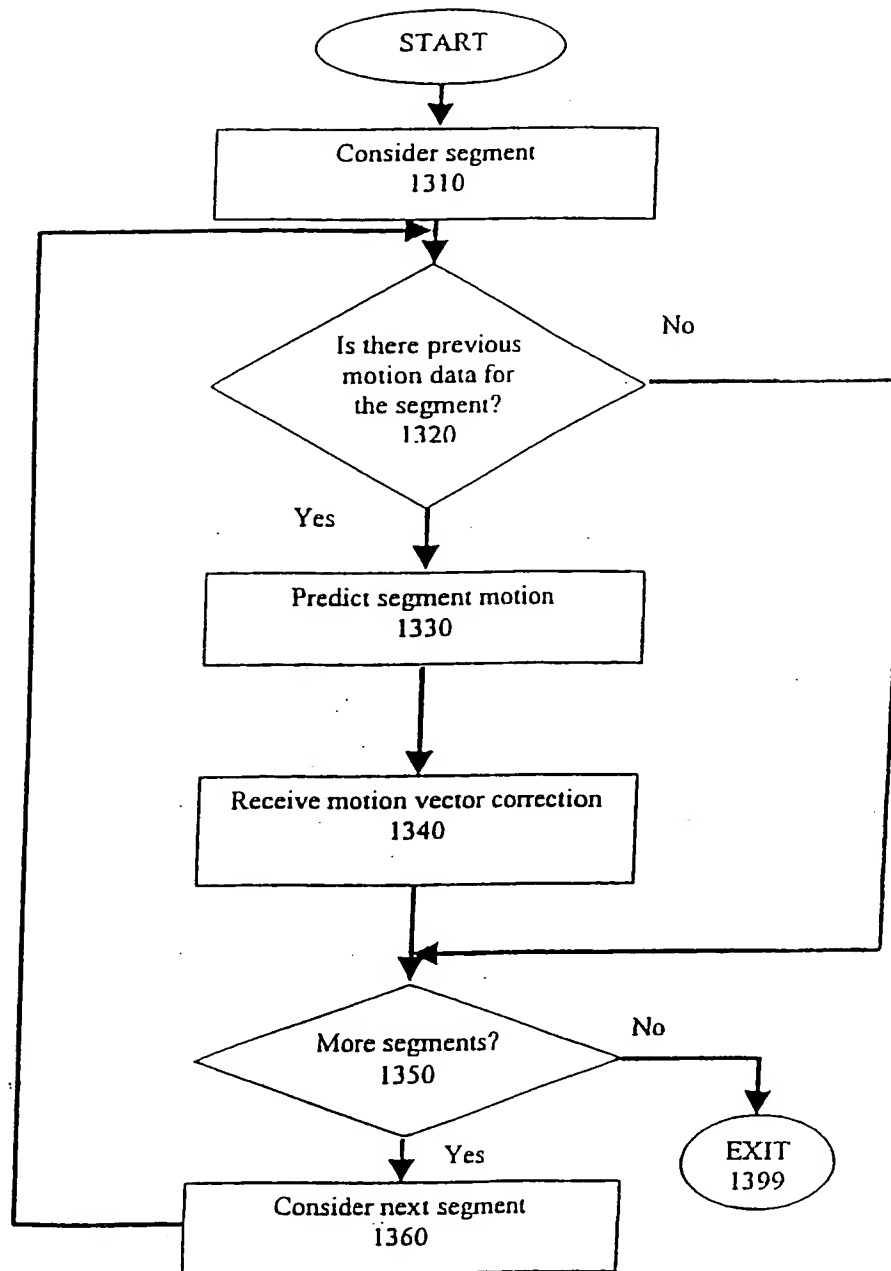 START
Consider segment
1310
No
Is there previous
motion data for
the segment?
1320
Yes
Predict segment motion
1330
Receive motion vector correction
1340
No
More segments?
1350
Yes
EXIT
1399
Consider next segment
1360